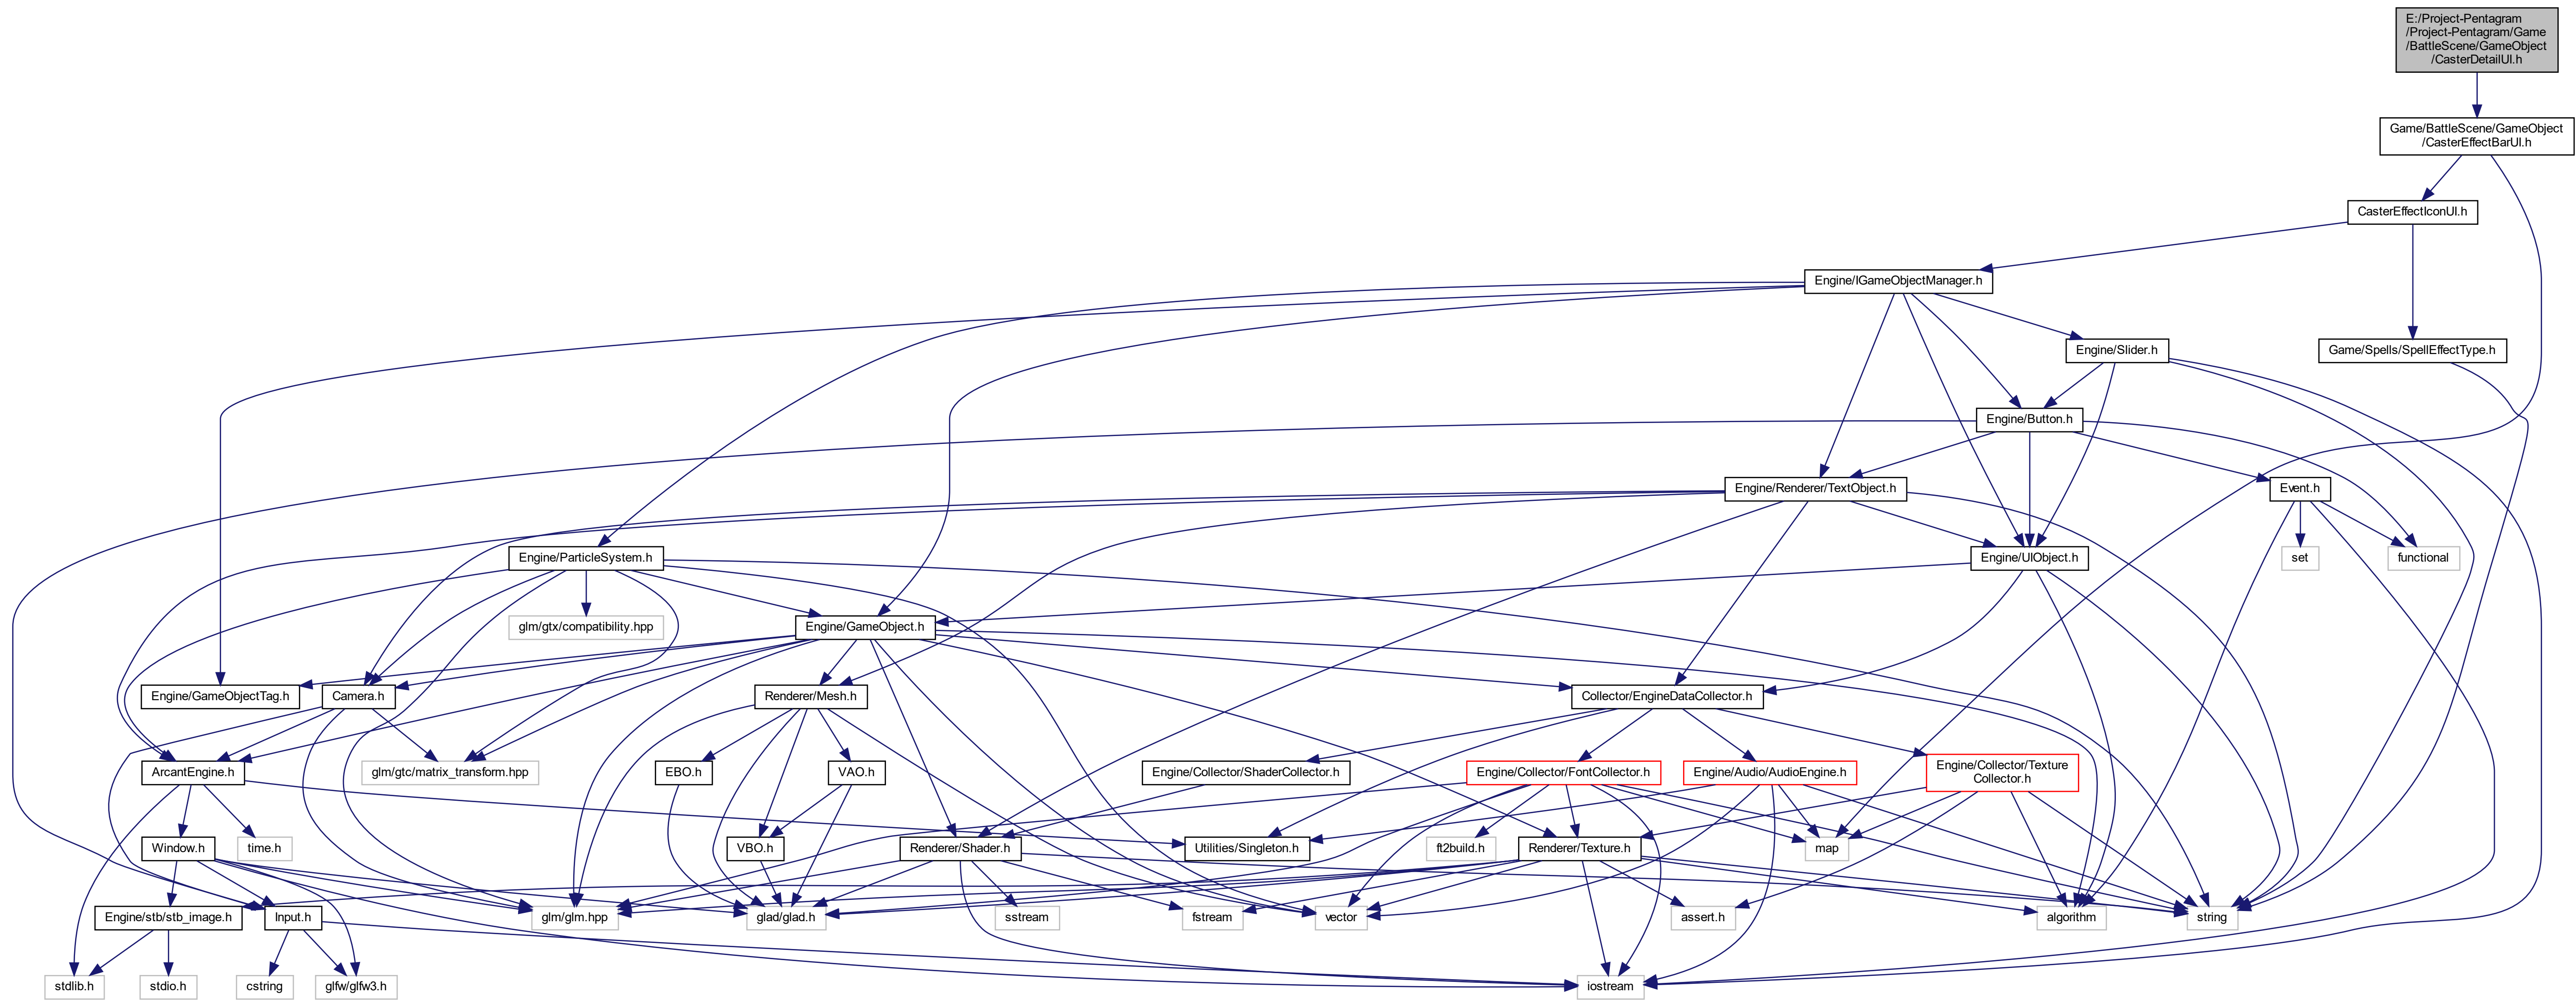 E:/Project-Pentagram
/Project-Pentagram/Game
/BattleScene/GameObject
/CasterDetailUI.h
Game/BattleScene/GameObject
/CasterEffectBarUI.h
CasterEffectIconUI.h
Engine/IGameObjectManager.h
Engine/Slider.h
Game/Spells/SpellEffectType.h
Engine/Button.h
Engine/Renderer/TextObject.h
Event.h
Engine/ParticleSystem.h
Engine/UIObject.h
set
functional
glm/gtx/compatibility.hpp
Engine/GameObject.h
Engine/GameObjectTag.h
Camera.h
Renderer/Mesh.h
Collector/EngineDataCollector.h
ArcantEngine.h
glm/gtc/matrix_transform.hpp
EBO.h
VAO.h
Engine/Collector/ShaderCollector.h
Engine/Collector/FontCollector.h
Engine/Audio/AudioEngine.h
Engine/Collector/Texture
Collector.h
Window.h
time.h
VBO.h
Renderer/Shader.h
Utilities/Singleton.h
ft2build.h
Renderer/Texture.h
map
Engine/stb/stb_image.h
Input.h
glm/glm.hpp
glad/glad.h
sstream
fstream
vector
assert.h
algorithm
string
stdlib.h
stdio.h
cstring
glfw/glfw3.h
iostream